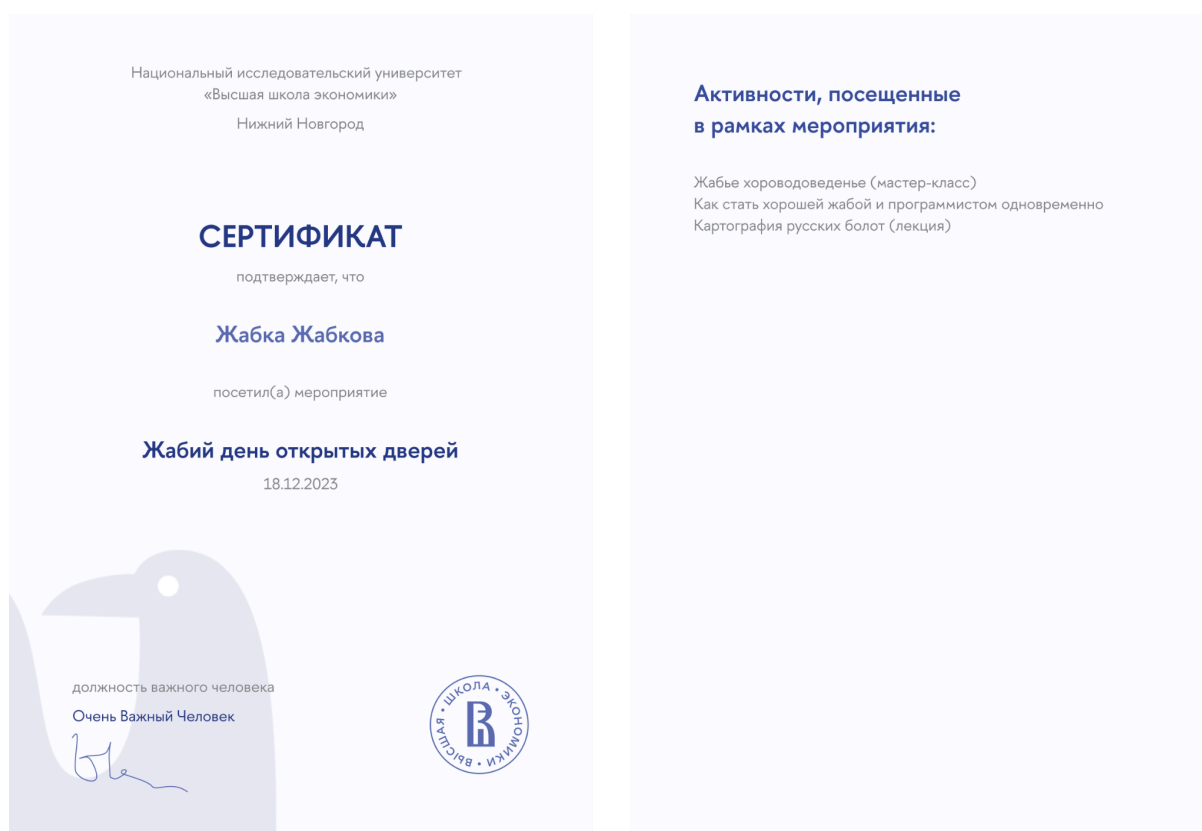 Национальный исследовательский университет
«Высшая школа экономики»
Нижний Новгород
СЕРТИФИКАТ
подтверждает, что
Жабка Жабкова
посетил(а) мероприятие
Жабий день открытых дверей
18.12.2023
должность важного человека
Очень Важный Человек
ВЫСШАЯ • ШКОЛА • ЭКОНОМИКИ •
Активности, посещенные
в рамках мероприятия:
Жабье хороводоведенье (мастер-класс)
Как стать хорошей жабой и программистом одновременно
Картография русских болот (лекция)